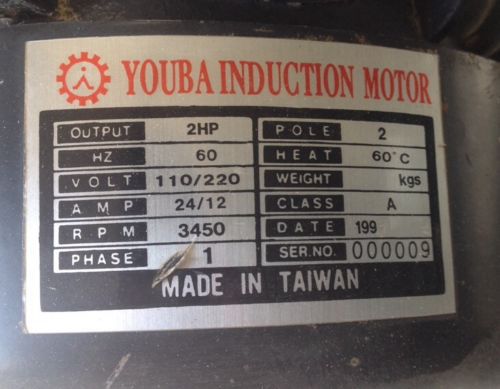 YOUBA INDUCTION MOTOR
OUTPUT 2HP POLE 2
HZ 60 HEAT 60°C
VOLT 110/220 WEIGHT kgs
AMP 24/12 CLASS A
RPM 3450 DATE 199
PHASE 1 SER.NO. 000009
MADE IN TAIWAN